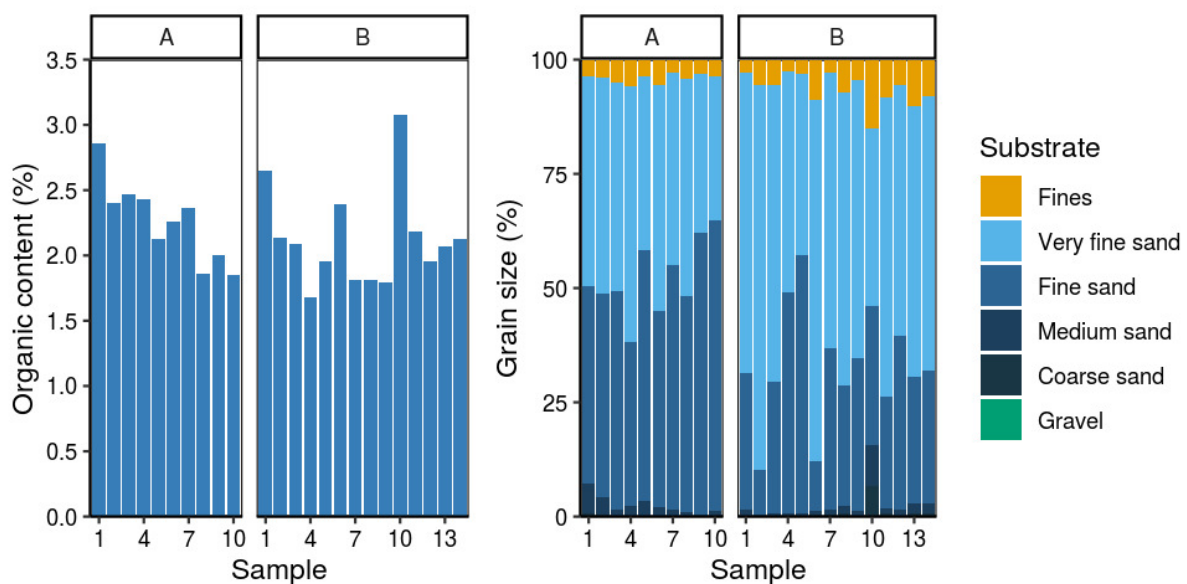 A B
3.5
3.0
2.5
2.0
1.5
1.0
0.5
0.0
Organic content (%)
1 4 7 10 1 4 7 10 13
Sample
A B
100
75
50
25
0
Grain size (%)
1 4 7 10 1 4 7 10 13
Sample
Substrate
Fines
Very fine sand
Fine sand
Medium sand
Coarse sand
Gravel